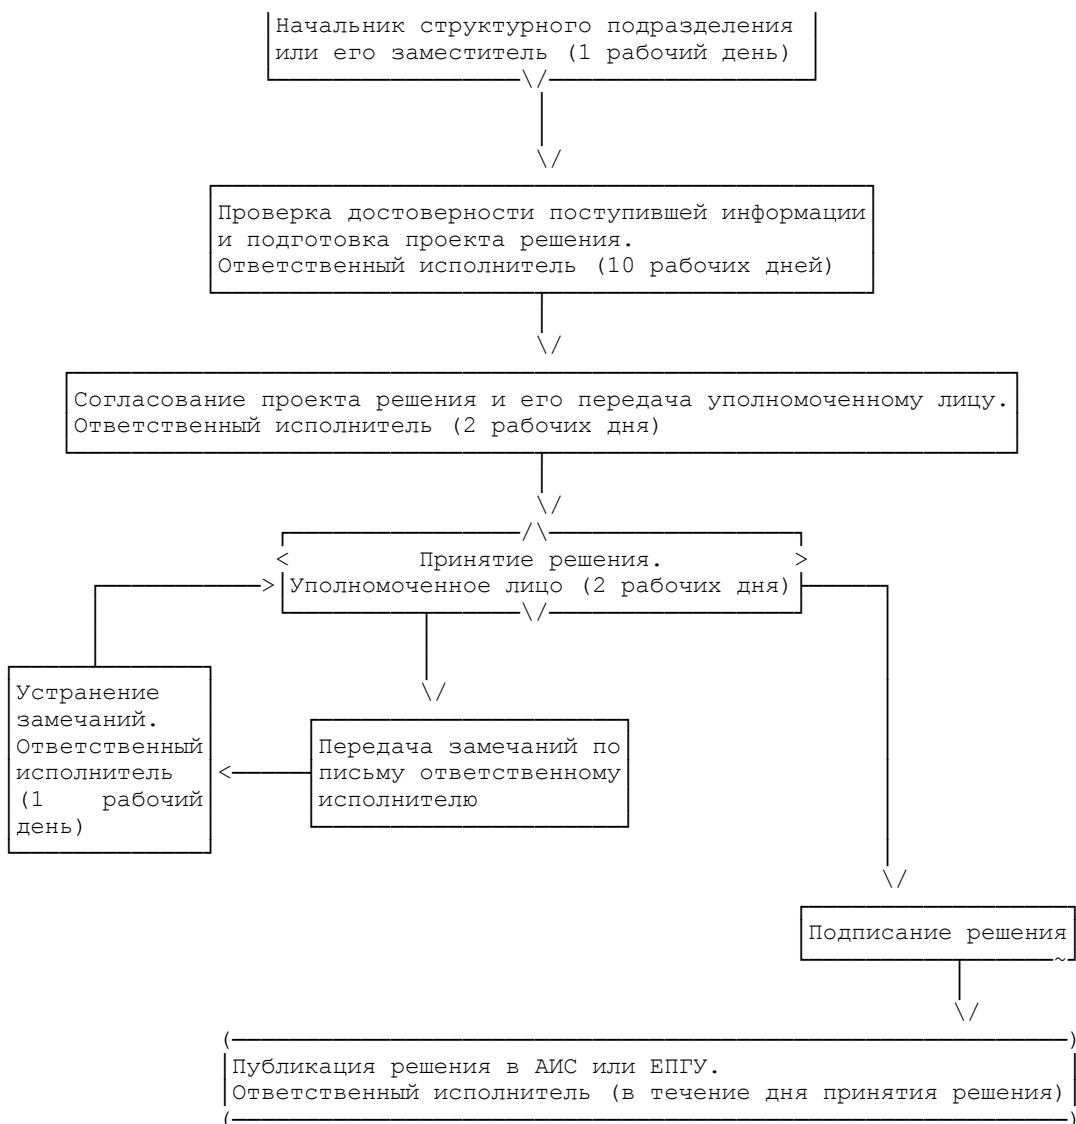 Начальник структурного подразделения
или его заместитель (1 рабочий день)
Проверка достоверности поступившей информации
и подготовка проекта решения.
Ответственный исполнитель (10 рабочих дней)
Согласование проекта решения и его передача уполномоченному лицу.
Ответственный исполнитель (2 рабочих дня)
Принятие решения.
Уполномоченное лицо (2 рабочих дня)
Устранение
замечаний.
Ответственный
исполнитель
(1 рабочий
день)
Передача замечаний по
письму ответственному
исполнителю
Подписание решения
Публикация решения в АИС или ЕПГУ.
Ответственный исполнитель (в течение дня принятия решения)